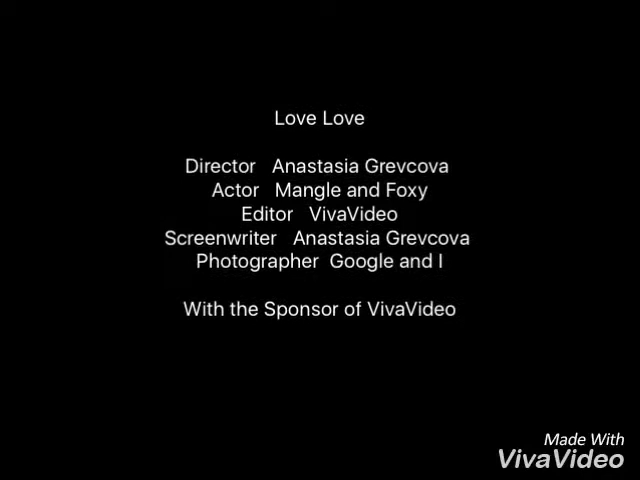 Love Love
Director Anastasia Grevcova
Actor Mangle and Foxy
Editor VivaVideo
Screenwriter Anastasia Grevcova
Photographer Google and I
With the Sponsor of VivaVideo
Made With
VivaVideo